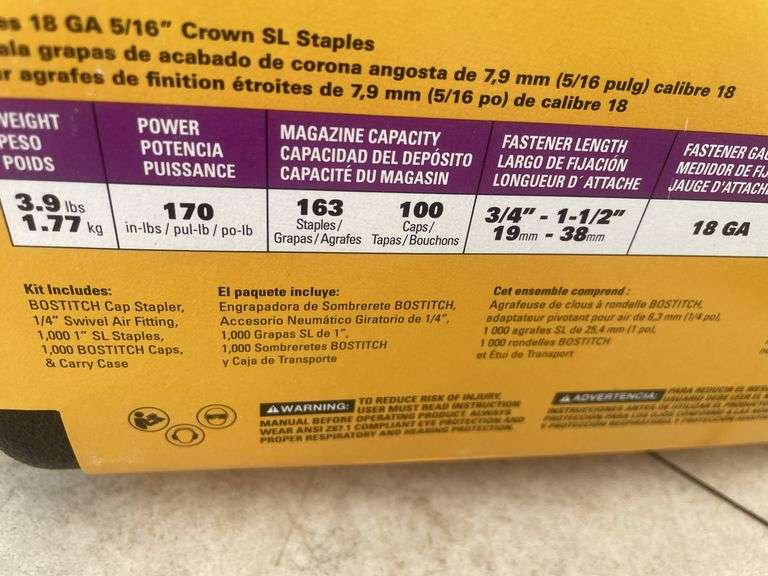 18 GA 5/16” Crown SL Staples
grapas de acabado de corona angosta de 7,9 mm (5/16 pulg) calibre 18
agrafes de finition étroites de 7,9 mm (5/16 po) de calibre 18
WEIGHT
PESO
POIDS
3.9 lbs
1.77 kg
POWER
POTENCIA
PUISSANCE
170
in-lbs / pul-lb / po-lb
MAGAZINE CAPACITY
CAPACIDAD DEL DEPÓSITO
CAPACITÉ DU MAGASIN
163
Staples/
Grapas/Agrafes
100
Caps/
Tapas/Bouchons
FASTENER LENGTH
LARGO DE FIJACIÓN
LONGUEUR D´ ATTACHE
3/4” - 1-1/2”
19mm - 38mm
FASTENER
MEDIDOR DE
JAUGE
18 GA
Kit Includes:
BOSTITCH Cap Stapler,
1/4” Swivel Air Fitting,
1,000 1” SL Staples,
1,000 BOSTITCH Caps,
& Carry Case
El paquete incluye:
Engrapadora de Sombrerete BOSTITCH,
Accesorio Neumático Giratorio de 1/4”,
1,000 Grapas SL de 1”,
1,000 Sombreretes BOSTITCH
y Caja de Transporte
Cet ensemble comprend :
Agrafeuse de clous à rondelle BOSTITCH,
adaptateur pivotant pour air de 6,3 mm (1/4 po),
1 000 agrafes SL de 25,4 mm (1 po),
1 000 rondelles BOSTITCH
et Étui de Transport
WARNING: TO REDUCE RISK OF INJURY,
USER MUST READ INSTRUCTION
MANUAL BEFORE OPERATING PRODUCT. ALWAYS
WEAR ANSI Z87.1 COMPLIANT EYE PROTECTION AND
PROPER RESPIRATORY AND HEARING PROTECTION.
ADVERTENCIA: PARA REDUCIR EL